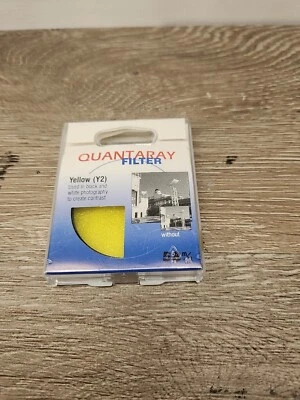 QUANTARAY
FILTER
Yellow (Y2)
Used in black and
white photography
to create contrast
without